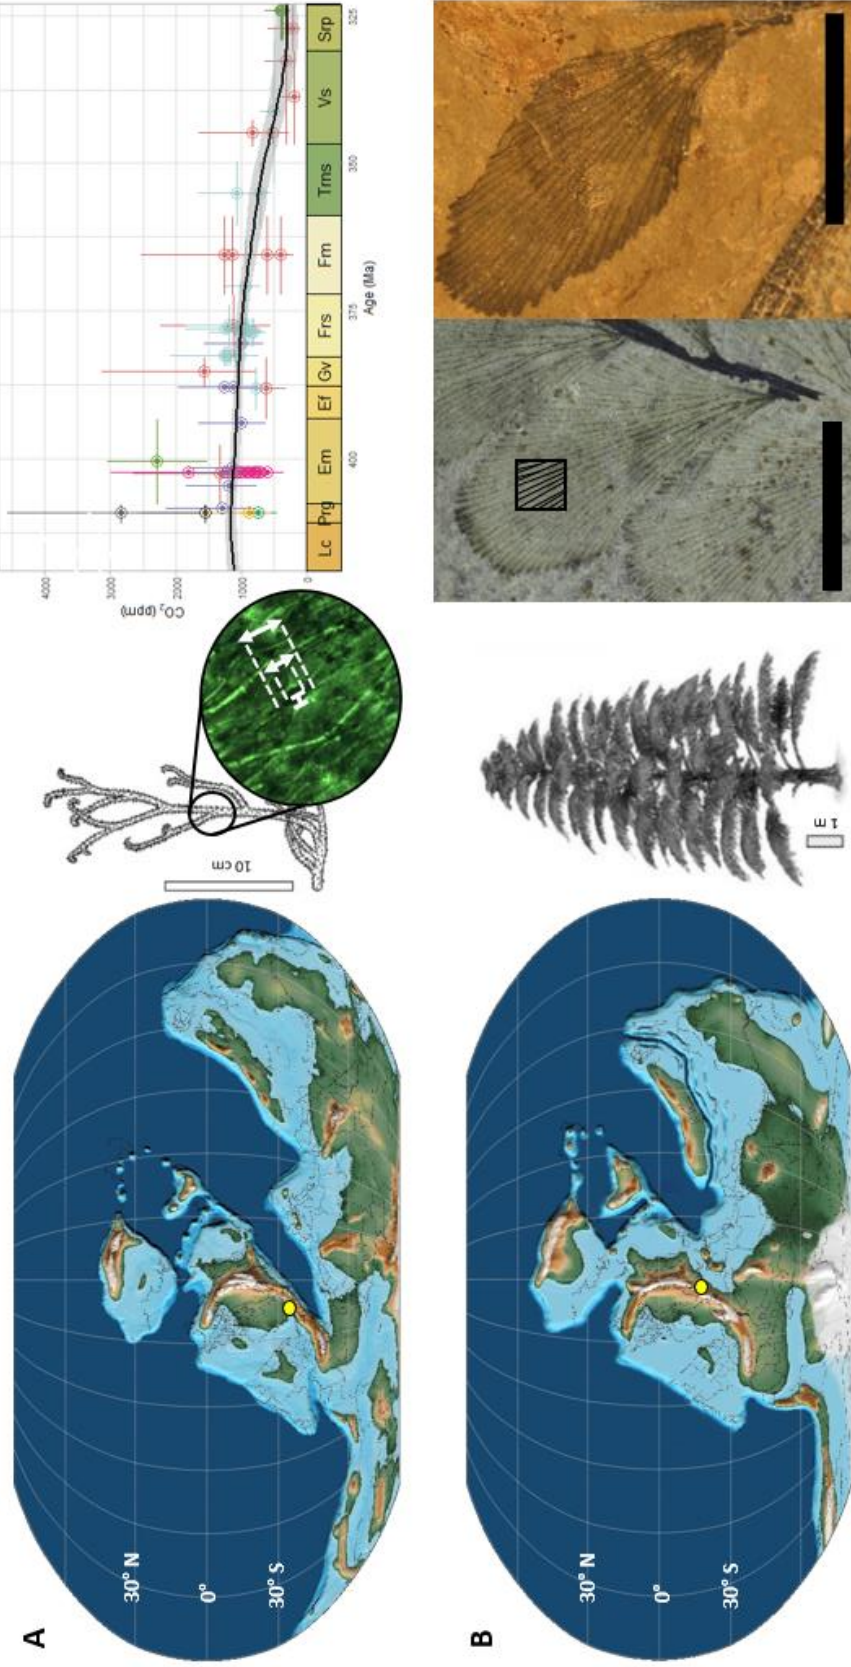 A
30° N
0°
30° S
10 cm
CO₂ (ppm)
4000
3000
2000
1000
0
Lc
Prg
Em
Ef
Gv
Frs
Fm
Trns
Vs
Srp
400
375
350
325
Age (Ma)
B
30° N
0°
30° S
1 m